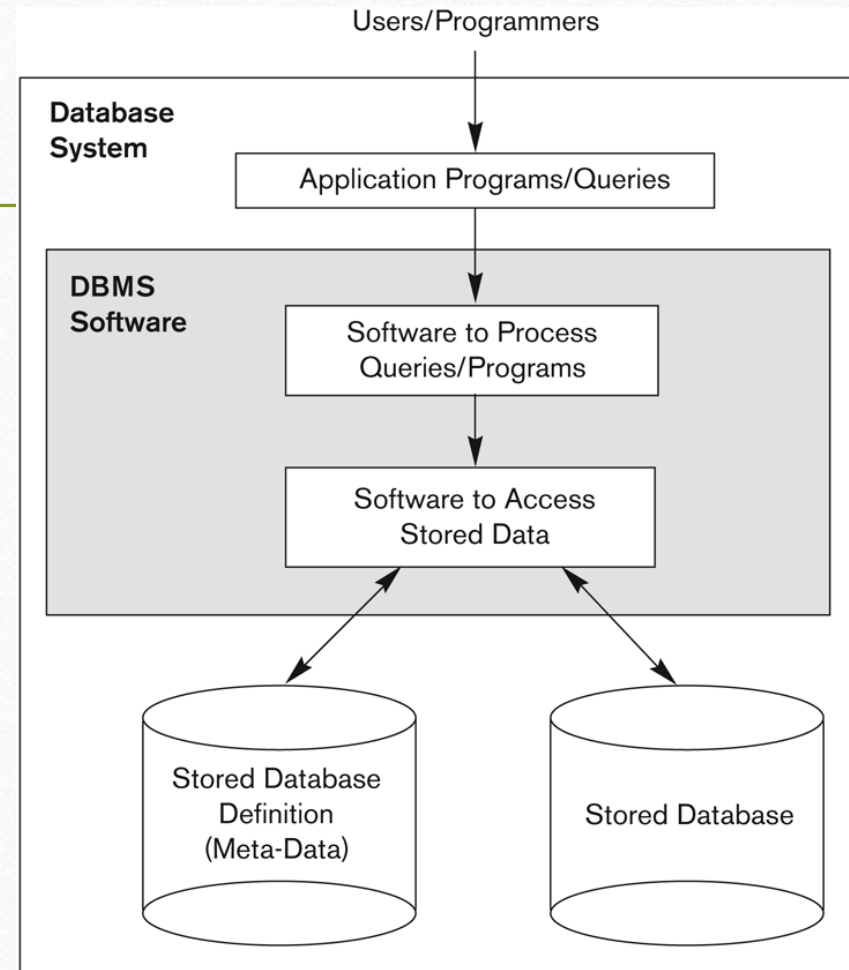 Users/Programmers
Database
System
Application Programs/Queries
DBMS
Software
Software to Process
Queries/Programs
Software to Access
Stored Data
Stored Database
Definition
(Meta-Data)
Stored Database